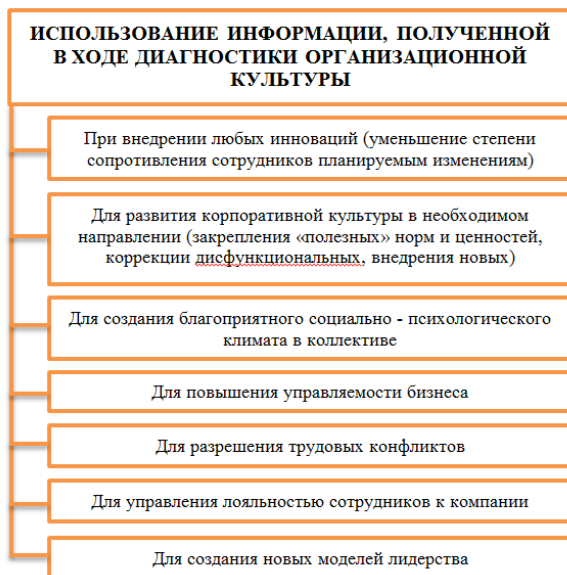 ИСПОЛЬЗОВАНИЕ ИНФОРМАЦИИ, ПОЛУЧЕННОЙ
В ХОДЕ ДИАГНОСТИКИ ОРГАНИЗАЦИОННОЙ
КУЛЬТУРЫ
При внедрении любых инноваций (уменьшение степени
сопротивления сотрудников планируемым изменениям)
Для развития корпоративной культуры в необходимом
направлении (закрепления «полезных» норм и ценностей,
коррекции дисфункциональных, внедрения новых)
Для создания благоприятного социально - психологического
климата в коллективе
Для повышения управляемости бизнеса
Для разрешения трудовых конфликтов
Для управления лояльностью сотрудников к компании
Для создания новых моделей лидерства